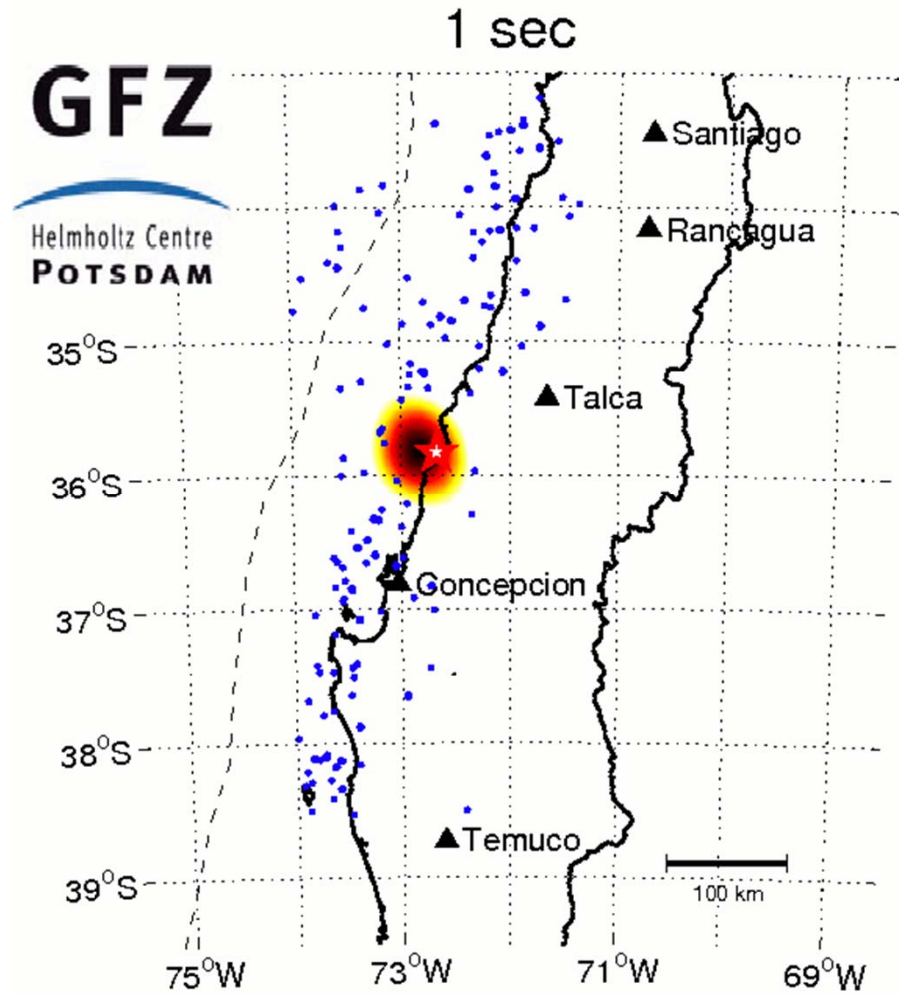 1 sec
GFZ
Helmholtz Centre
POTSDAM
Santiago
Rancagua
35°S
Talca
36°S
Concepcion
37°S
38°S
Temuco
39°S
100 km
75°W
73°W
71°W
69°W